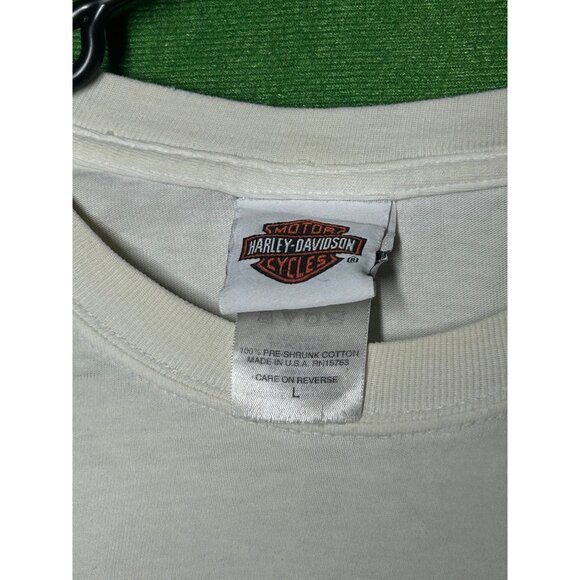 MOTOR
HARLEY-DAVIDSON
CYCLES
®
100% PRE-SHRUNK COTTON
MADE IN U.S.A. RN15763
CARE ON REVERSE
L